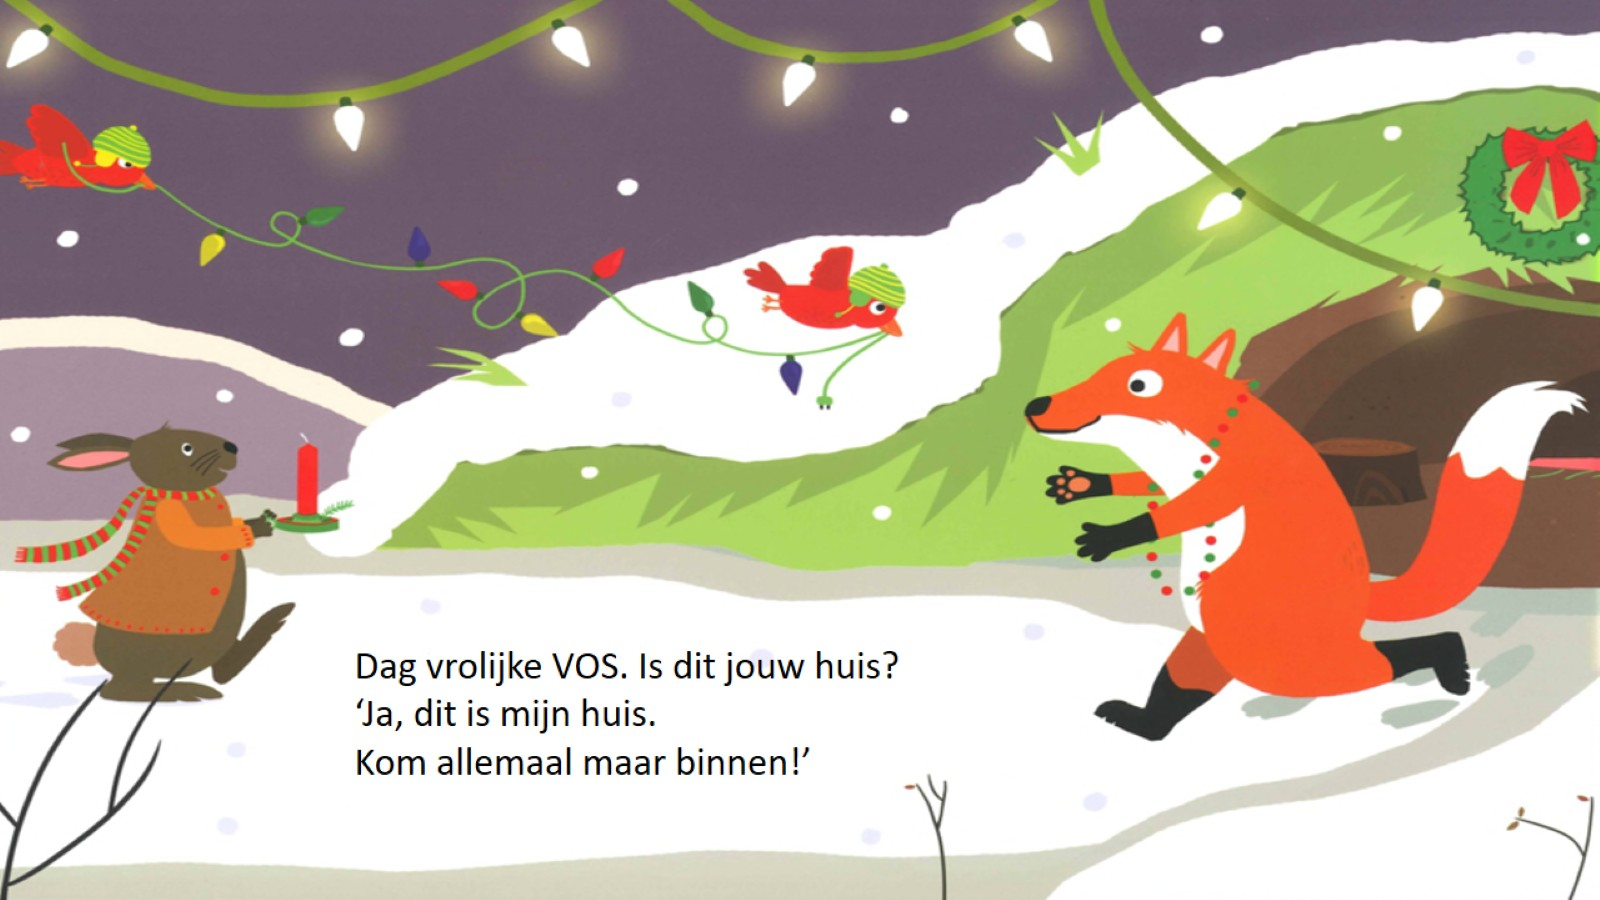 Dag vrolijke VOS. Is dit jouw huis?
‘Ja, dit is mijn huis.
Kom allemaal maar binnen!’